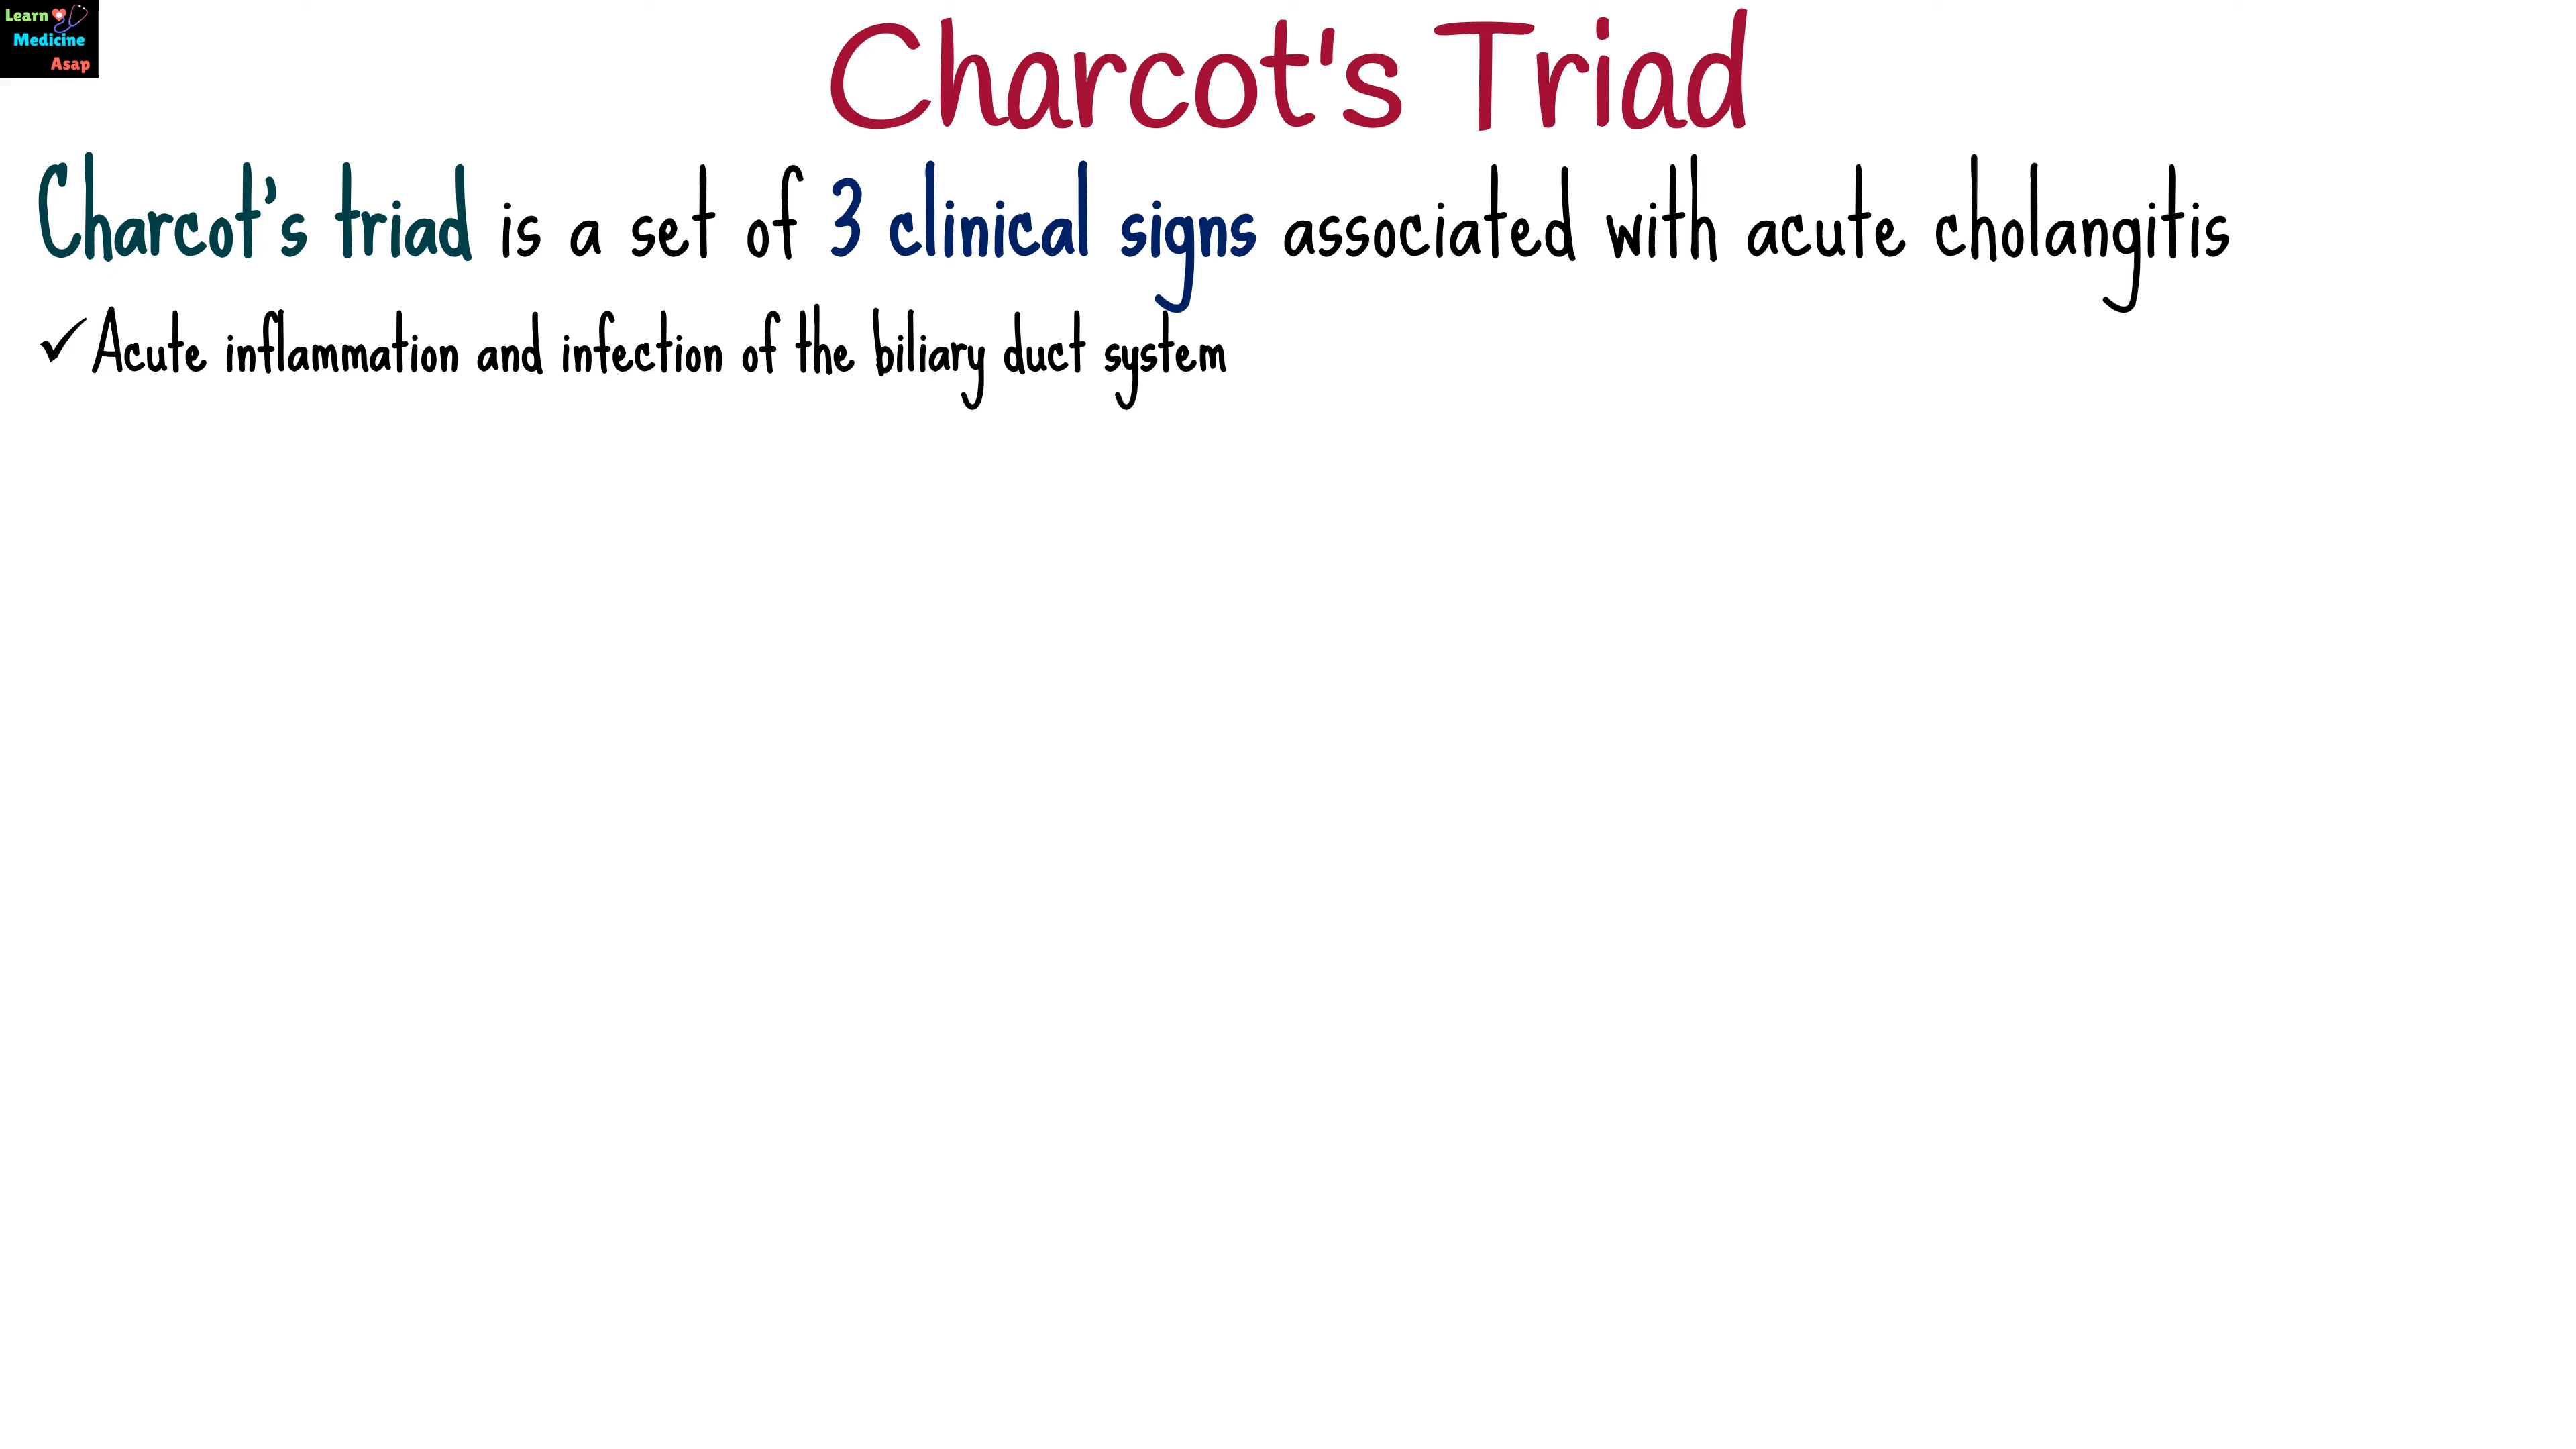 Learn
Medicine
Asap
Charcot's Triad
Charcot's triad is a set of 3 clinical signs associated with acute cholangitis
✓Acute inflammation and infection of the biliary duct system